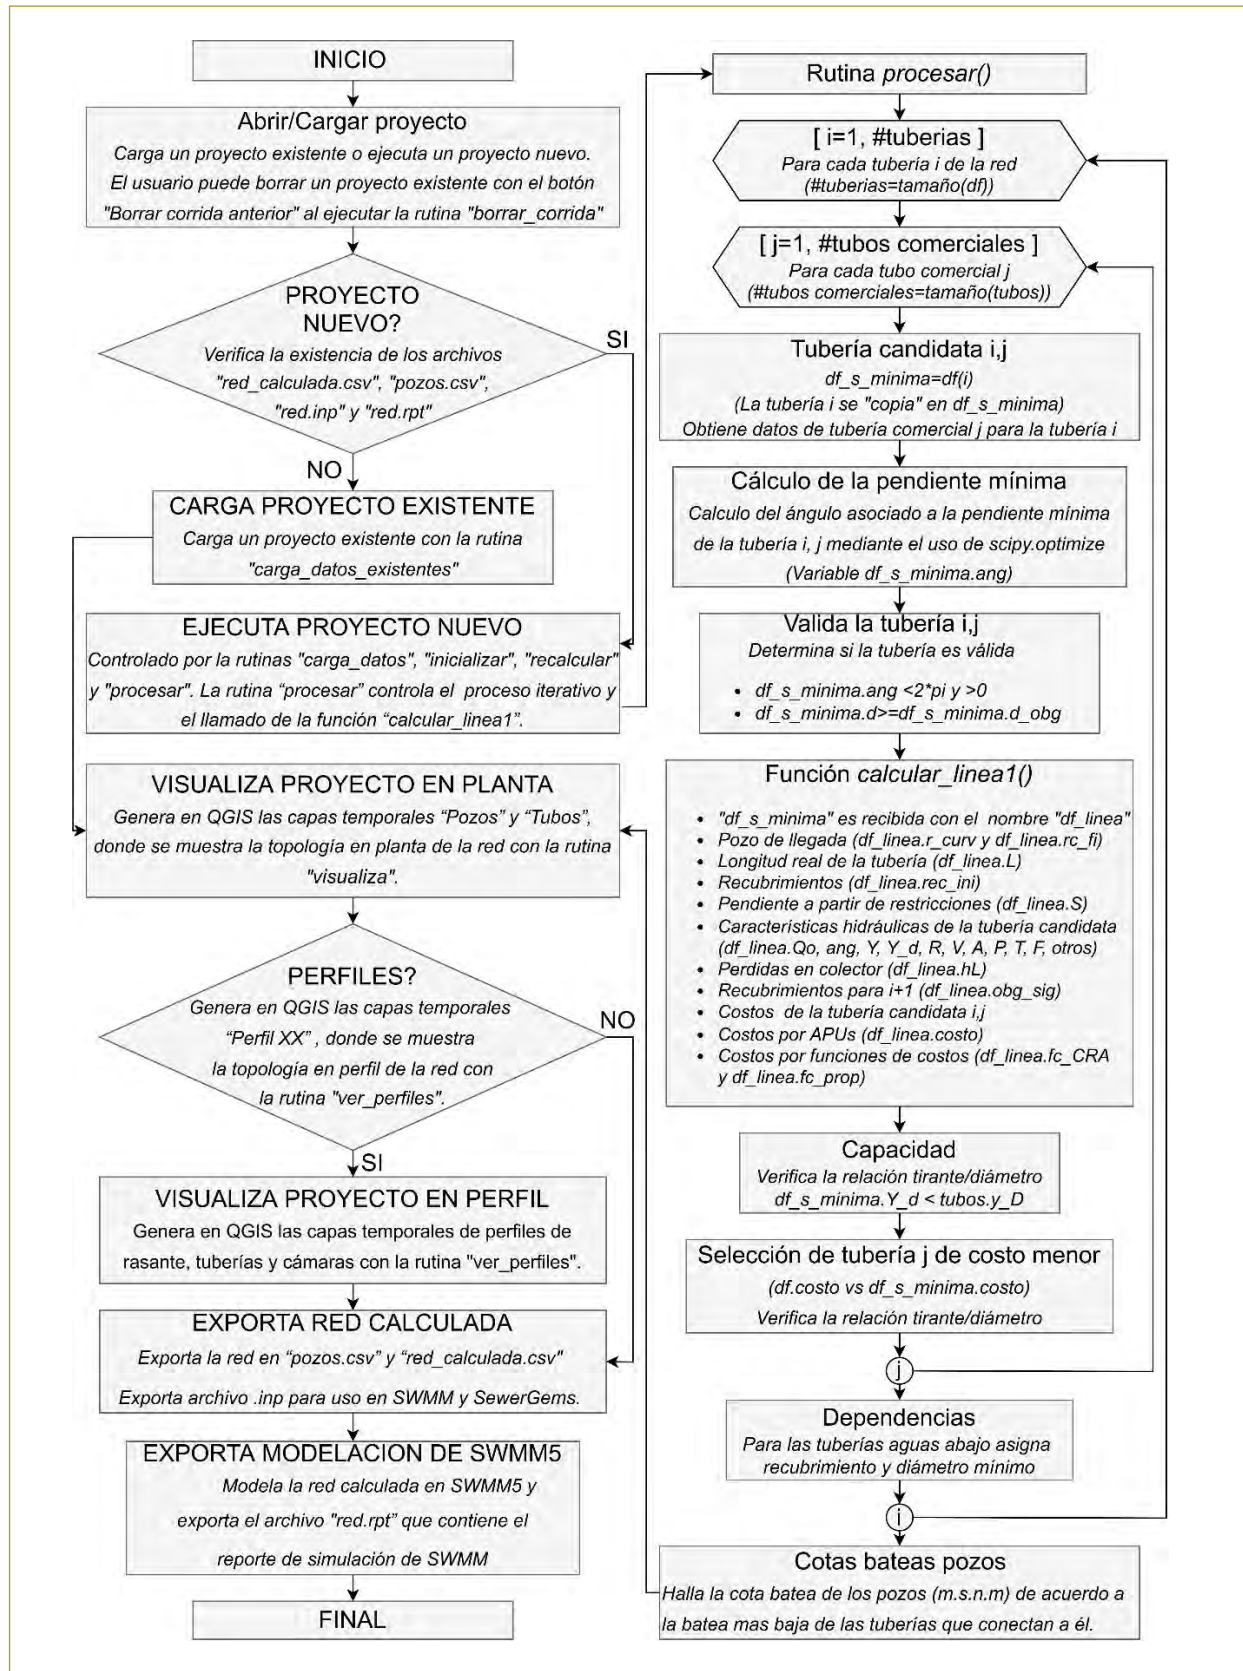 INICIO
Abrir/Cargar proyecto
Carga un proyecto existente o ejecuta un proyecto nuevo.
El usuario puede borrar un proyecto existente con el botón
"Borrar corrida anterior" al ejecutar la rutina "borrar_corrida"
PROYECTO
NUEVO?
Verifica la existencia de los archivos
"red_calculada.csv", "pozos.csv",
"red.inp" y "red.rpt"
SI
NO
CARGA PROYECTO EXISTENTE
Carga un proyecto existente con la rutina
"carga_datos_existentes"
EJECUTA PROYECTO NUEVO
Controlado por la rutinas "carga_datos", "inicializar", "recalcular"
y "procesar". La rutina “procesar” controla el proceso iterativo y
el llamado de la función “calcular_linea1”.
VISUALIZA PROYECTO EN PLANTA
Genera en QGIS las capas temporales “Pozos” y “Tubos”,
donde se muestra la topología en planta de la red con la rutina
"visualiza".
PERFILES?
Genera en QGIS las capas temporales
“Perfil XX” , donde se muestra
la topología en perfil de la red con
la rutina "ver_perfiles".
NO
SI
VISUALIZA PROYECTO EN PERFIL
Genera en QGIS las capas temporales de perfiles de
rasante, tuberías y cámaras con la rutina "ver_perfiles".
EXPORTA RED CALCULADA
Exporta la red en “pozos.csv” y “red_calculada.csv"
Exporta archivo .inp para uso en SWMM y SewerGems.
EXPORTA MODELACION DE SWMM5
Modela la red calculada en SWMM5 y
exporta el archivo "red.rpt” que contiene el
reporte de simulación de SWMM
FINAL
Rutina procesar()
[ i=1, #tuberias ]
Para cada tubería i de la red
(#tuberias=tamaño(df))
[ j=1, #tubos comerciales ]
Para cada tubo comercial j
(#tubos comerciales=tamaño(tubos))
Tubería candidata i,j
df_s_minima=df(i)
(La tubería i se "copia" en df_s_minima)
Obtiene datos de tubería comercial j para la tubería i
Cálculo de la pendiente mínima
Calculo del ángulo asociado a la pendiente mínima
de la tubería i, j mediante el uso de scipy.optimize
(Variable df_s_minima.ang)
Valida la tubería i,j
Determina si la tubería es válida
• df_s_minima.ang <2*pi y >0
• df_s_minima.d>=df_s_minima.d_obg
Función calcular_linea1()
• "df_s_minima" es recibida con el nombre "df_linea"
• Pozo de llegada (df_linea.r_curv y df_linea.rc_fi)
• Longitud real de la tubería (df_linea.L)
• Recubrimientos (df_linea.rec_ini)
• Pendiente a partir de restricciones (df_linea.S)
• Características hidráulicas de la tubería candidata
(df_linea.Qo, ang, Y, Y_d, R, V, A, P, T, F, otros)
• Perdidas en colector (df_linea.hL)
• Recubrimientos para i+1 (df_linea.obg_sig)
• Costos de la tubería candidata i,j
• Costos por APUs (df_linea.costo)
• Costos por funciones de costos (df_linea.fc_CRA
y df_linea.fc_prop)
Capacidad
Verifica la relación tirante/diámetro
df_s_minima.Y_d < tubos.y_D
Selección de tubería j de costo menor
(df.costo vs df_s_minima.costo)
Verifica la relación tirante/diámetro
j
Dependencias
Para las tuberías aguas abajo asigna
recubrimiento y diámetro mínimo
i
Cotas bateas pozos
Halla la cota batea de los pozos (m.s.n.m) de acuerdo a
la batea mas baja de las tuberías que conectan a él.